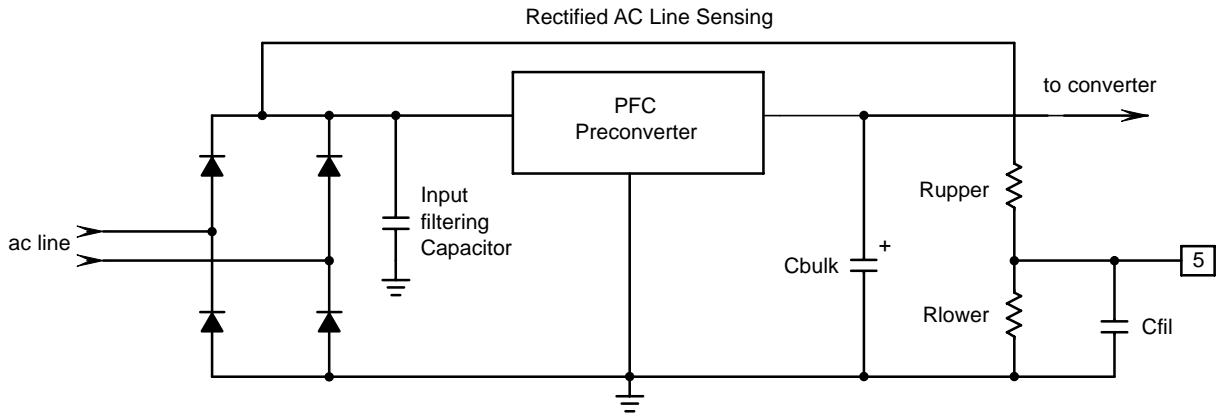 Rectified AC Line Sensing
to converter
PFC
Preconverter
Rupper
Input
filtering
Capacitor
ac line
+
Cbulk
5
Rlower
Cfil